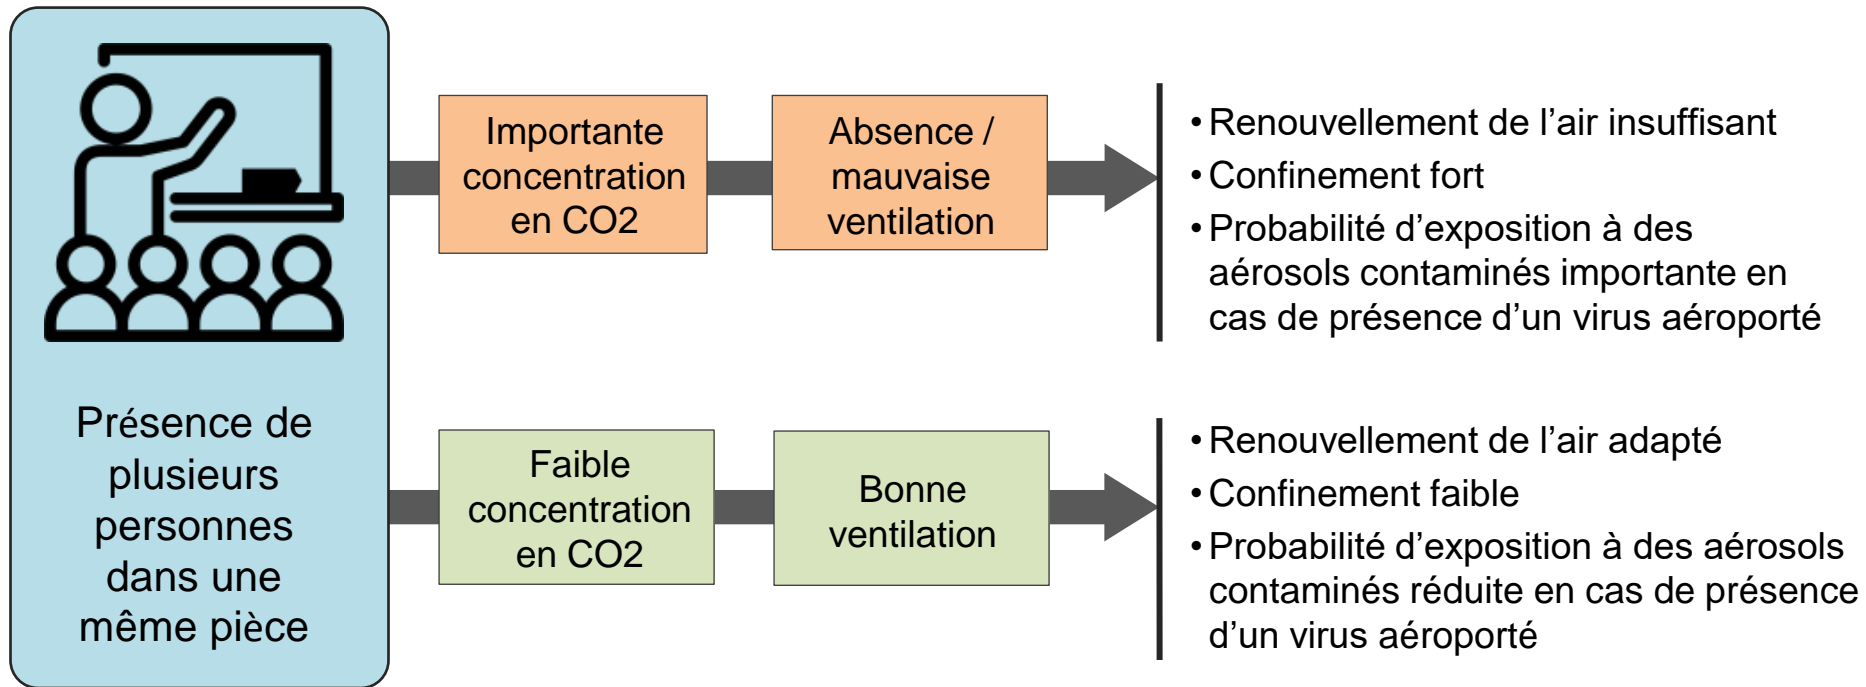 Présence de
plusieurs
personnes
dans une
même pièce
Importante
concentration
en CO2
Absence /
mauvaise
ventilation
• Renouvellement de l’air insuffisant
• Confinement fort
• Probabilité d’exposition à des
aérosols contaminés importante en
cas de présence d’un virus aéroporté
Faible
concentration
en CO2
Bonne
ventilation
• Renouvellement de l’air adapté
• Confinement faible
• Probabilité d’exposition à des aérosols
contaminés réduite en cas de présence
d’un virus aéroporté